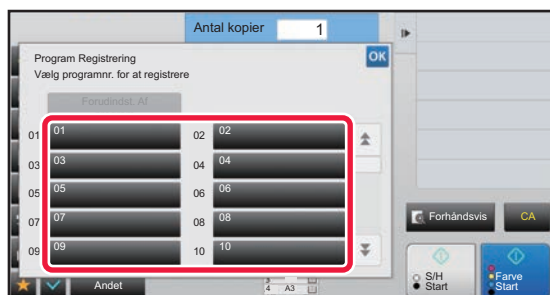 Antal kopier 1
Program Registrering OK
Vælg programnr. for at registrere
Forudindst. Af
01 01 02 02
03 03 04 04
05 05 06 06
07 07 08 08
09 09 10 10
Forhåndsvis CA
Andet
4 A3
S/H
Start
Farve
Start